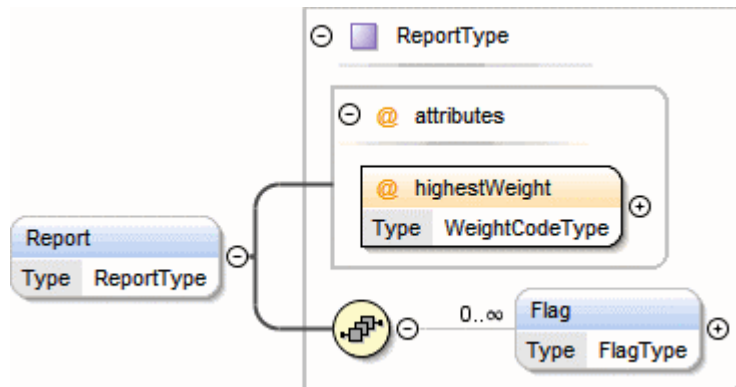 ReportType
@ attributes
@ highestWeight
Type WeightCodeType
Report
Type ReportType
0..∞
Flag
Type FlagType